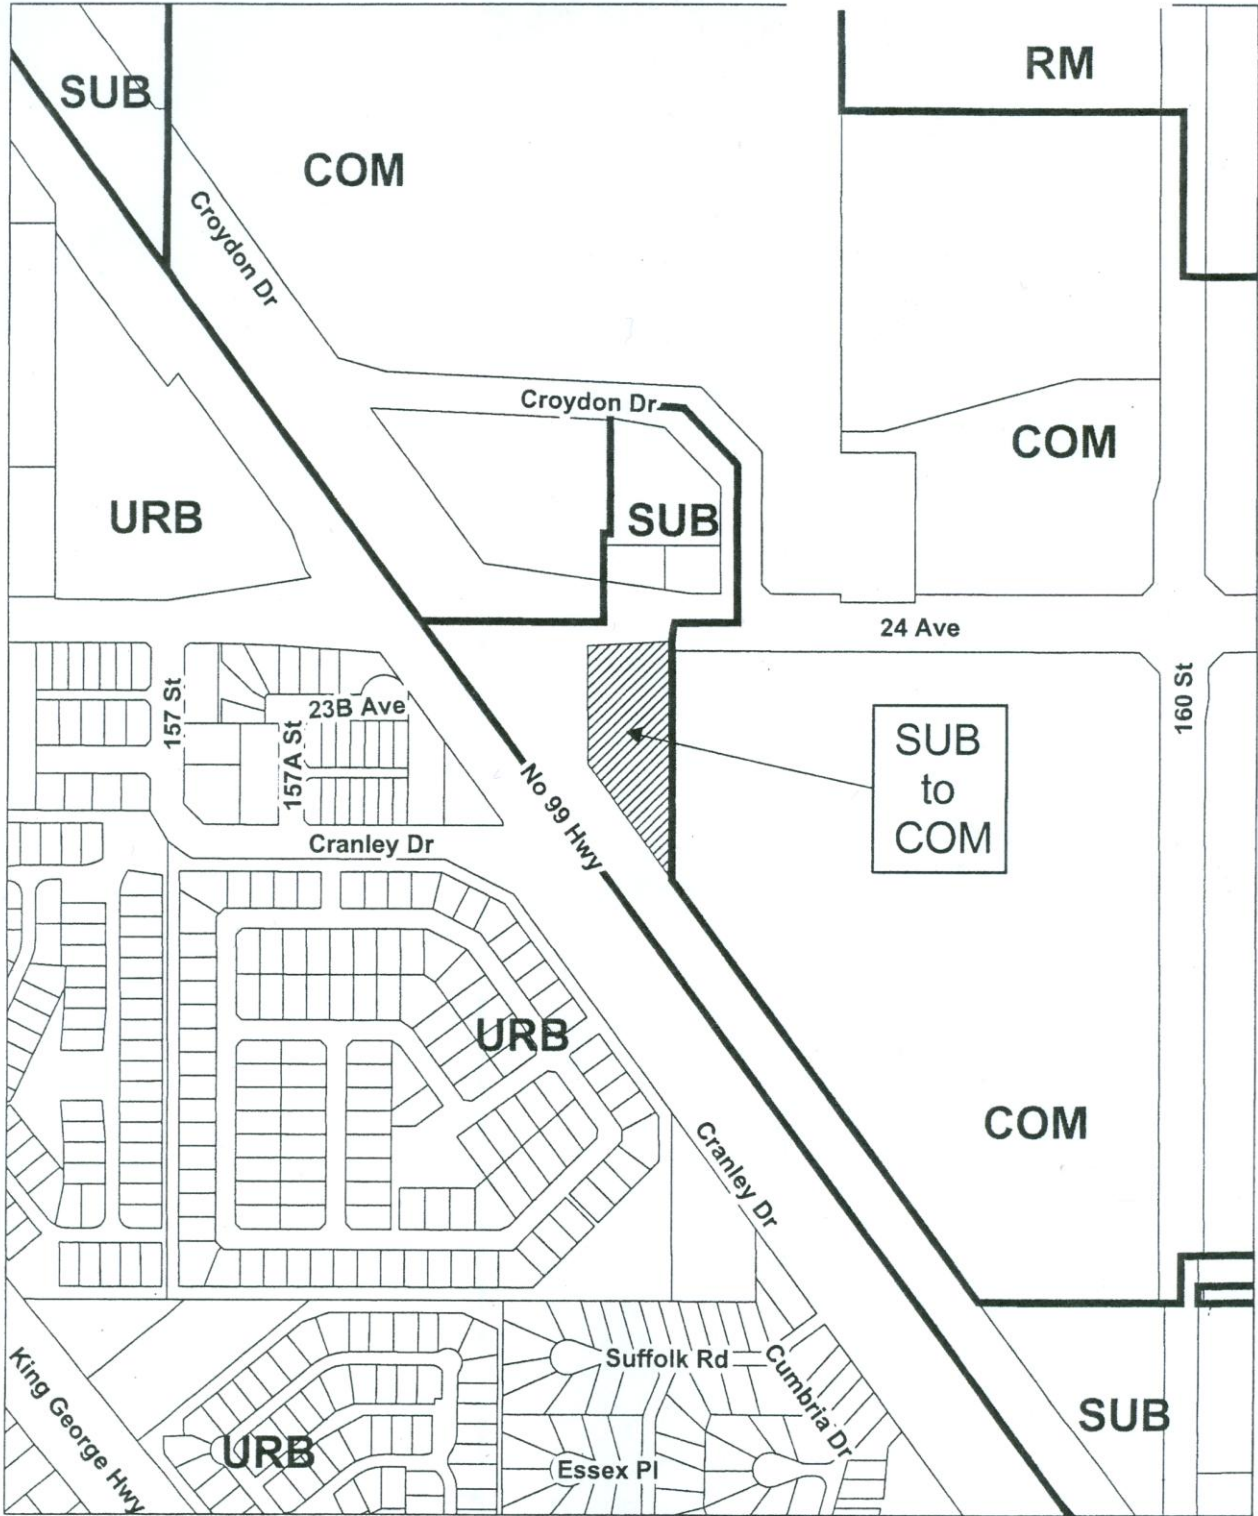 SUB
RM
COM
Croydon Dr
Croydon Dr
COM
URB
SUB
24 Ave
157 St
23B Ave
157A St
160 St
SUB
to
COM
No 99 Hwy
Cranley Dr
URB
COM
Cranley Dr
King George Hwy
Suffolk Rd
Cumbria Dr
SUB
URB
Essex Pl